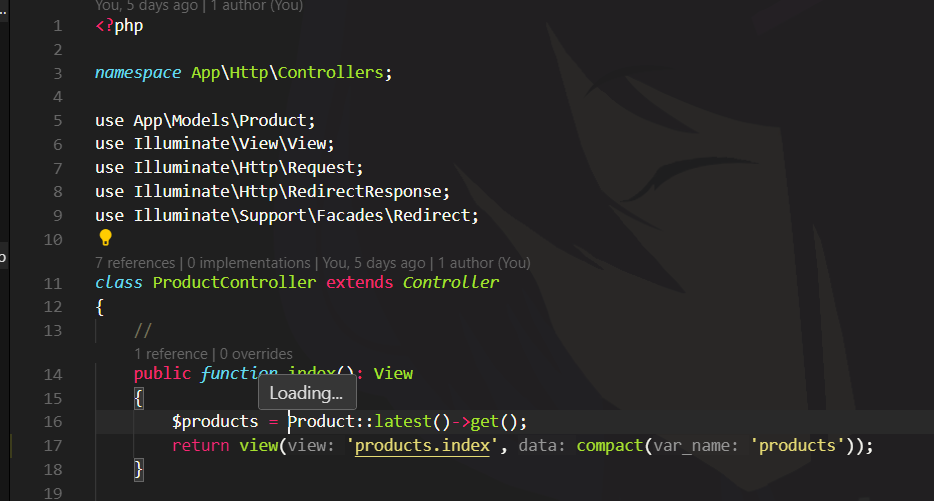 You, 5 days ago | 1 author (You)
1 <?php
2
3 namespace App\Http\Controllers;
4
5 use App\Models\Product;
6 use Illuminate\View\View;
7 use Illuminate\Http\Request;
8 use Illuminate\Http\RedirectResponse;
9 use Illuminate\Support\Facades\Redirect;
10
7 references | 0 implementations | You, 5 days ago | 1 author (You)
11 class ProductController extends Controller
12 {
13 //
1 reference | 0 overrides
14 public function index(): View
Loading...
15 {
16 $products = Product::latest()->get();
17 return view(view: 'products.index', data: compact(var_name: 'products'));
18 }
19